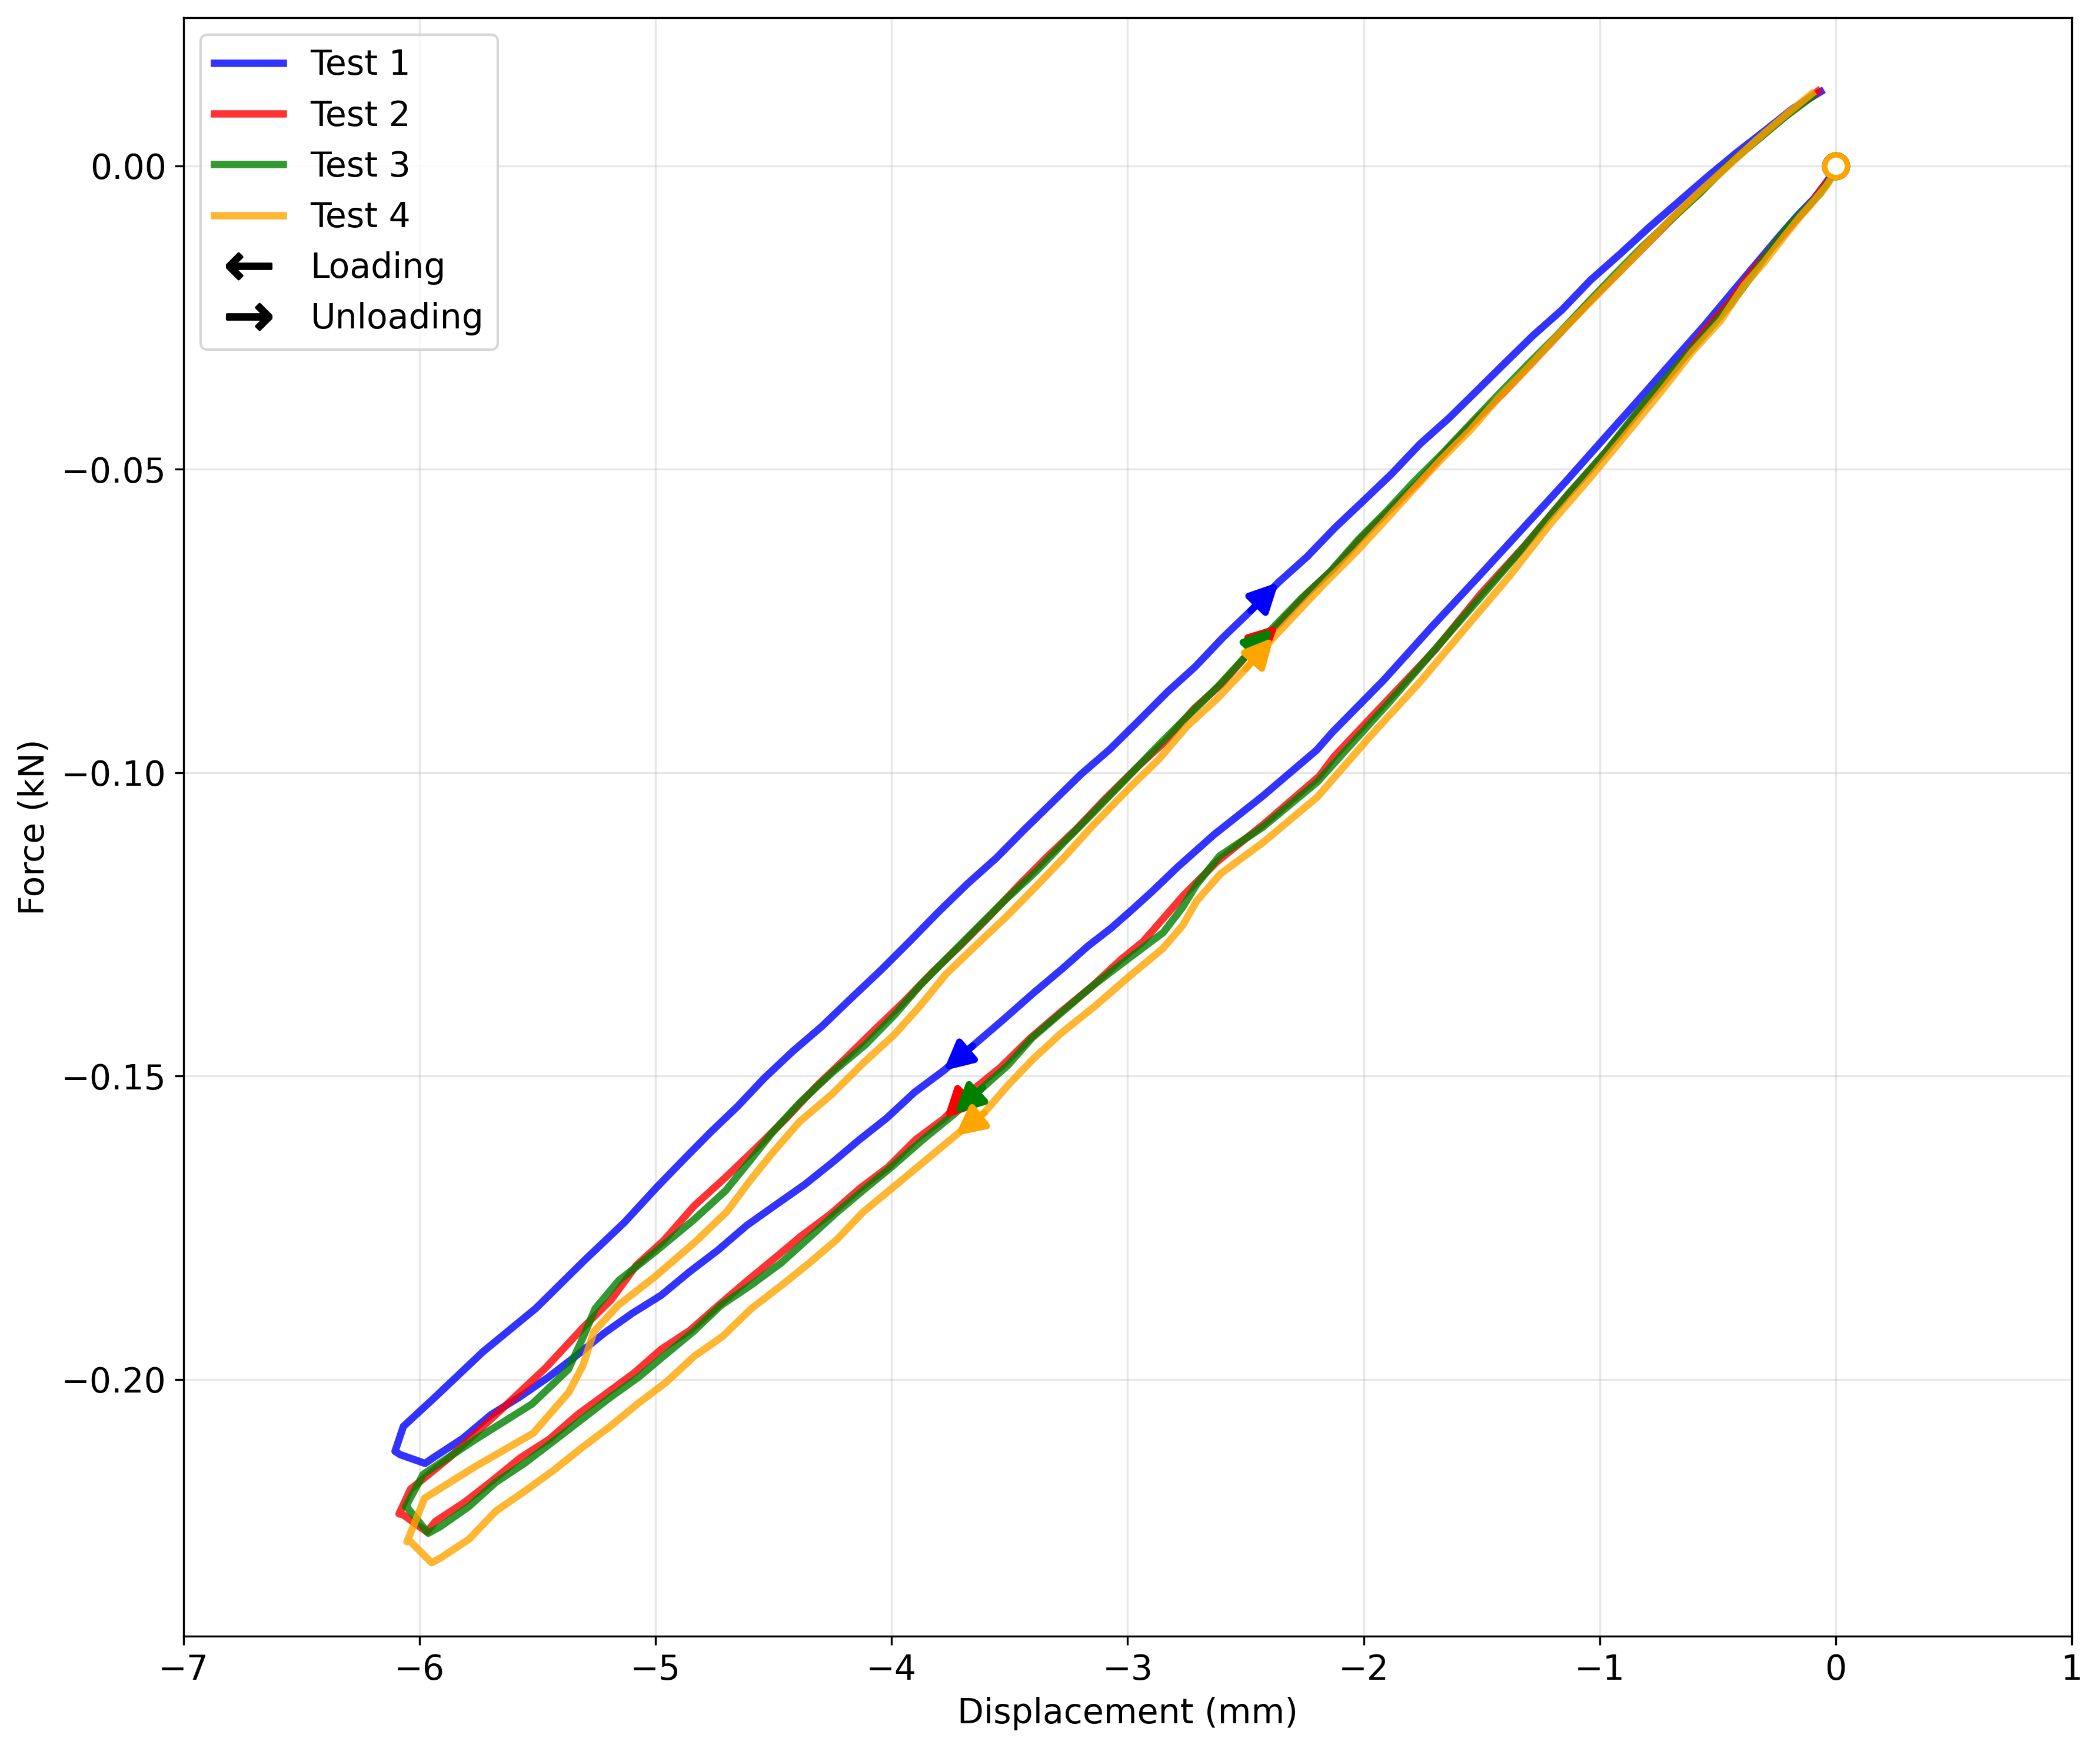 Test 1
Test 2
Test 3
Test 4
Loading
Unloading
0.00
−0.05
−0.10
−0.15
−0.20
Force (kN)
−7 −6 −5 −4 −3 −2 −1 0 1
Displacement (mm)